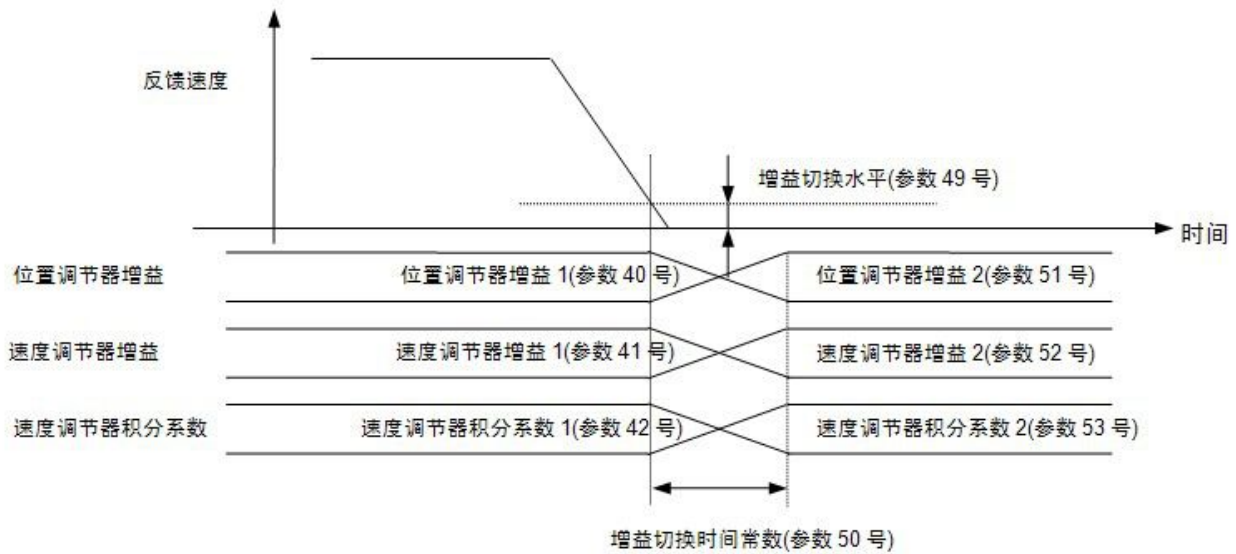 反馈速度
增益切换水平(参数 49 号)
时间
位置调节器增益
位置调节器增益 1(参数 40 号)
位置调节器增益 2(参数 51 号)
速度调节器增益
速度调节器增益 1(参数 41 号)
速度调节器增益 2(参数 52 号)
速度调节器积分系数
速度调节器积分系数 1(参数 42 号)
速度调节器积分系数 2(参数 53 号)
增益切换时间常数(参数 50 号)